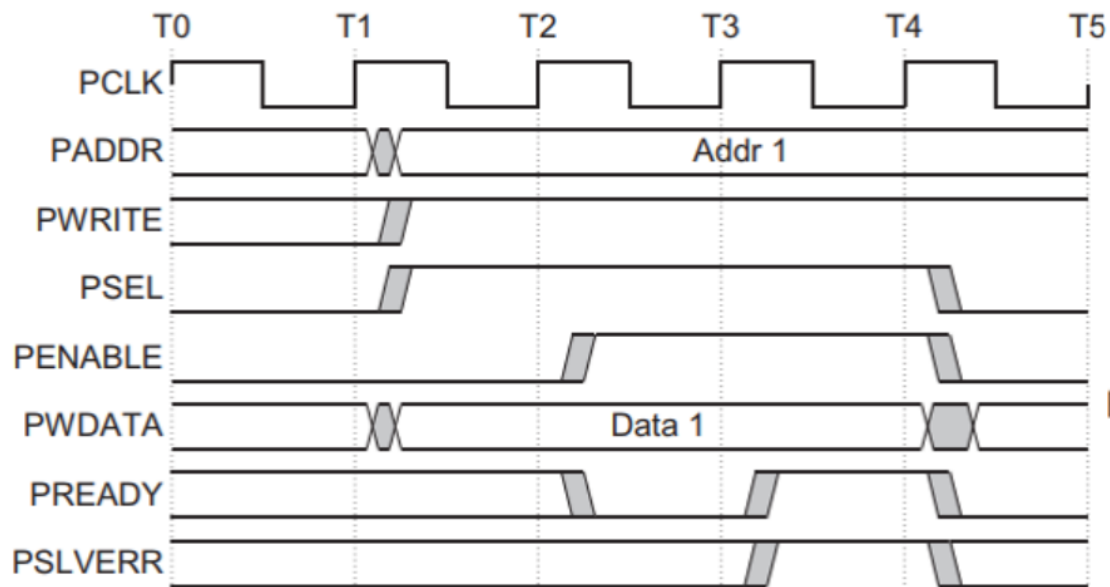 T0 T1 T2 T3 T4 T5
PCLK
PADDR Addr 1
PWRITE
PSEL
PENABLE
PWDATA Data 1
PREADY
PSLVERR